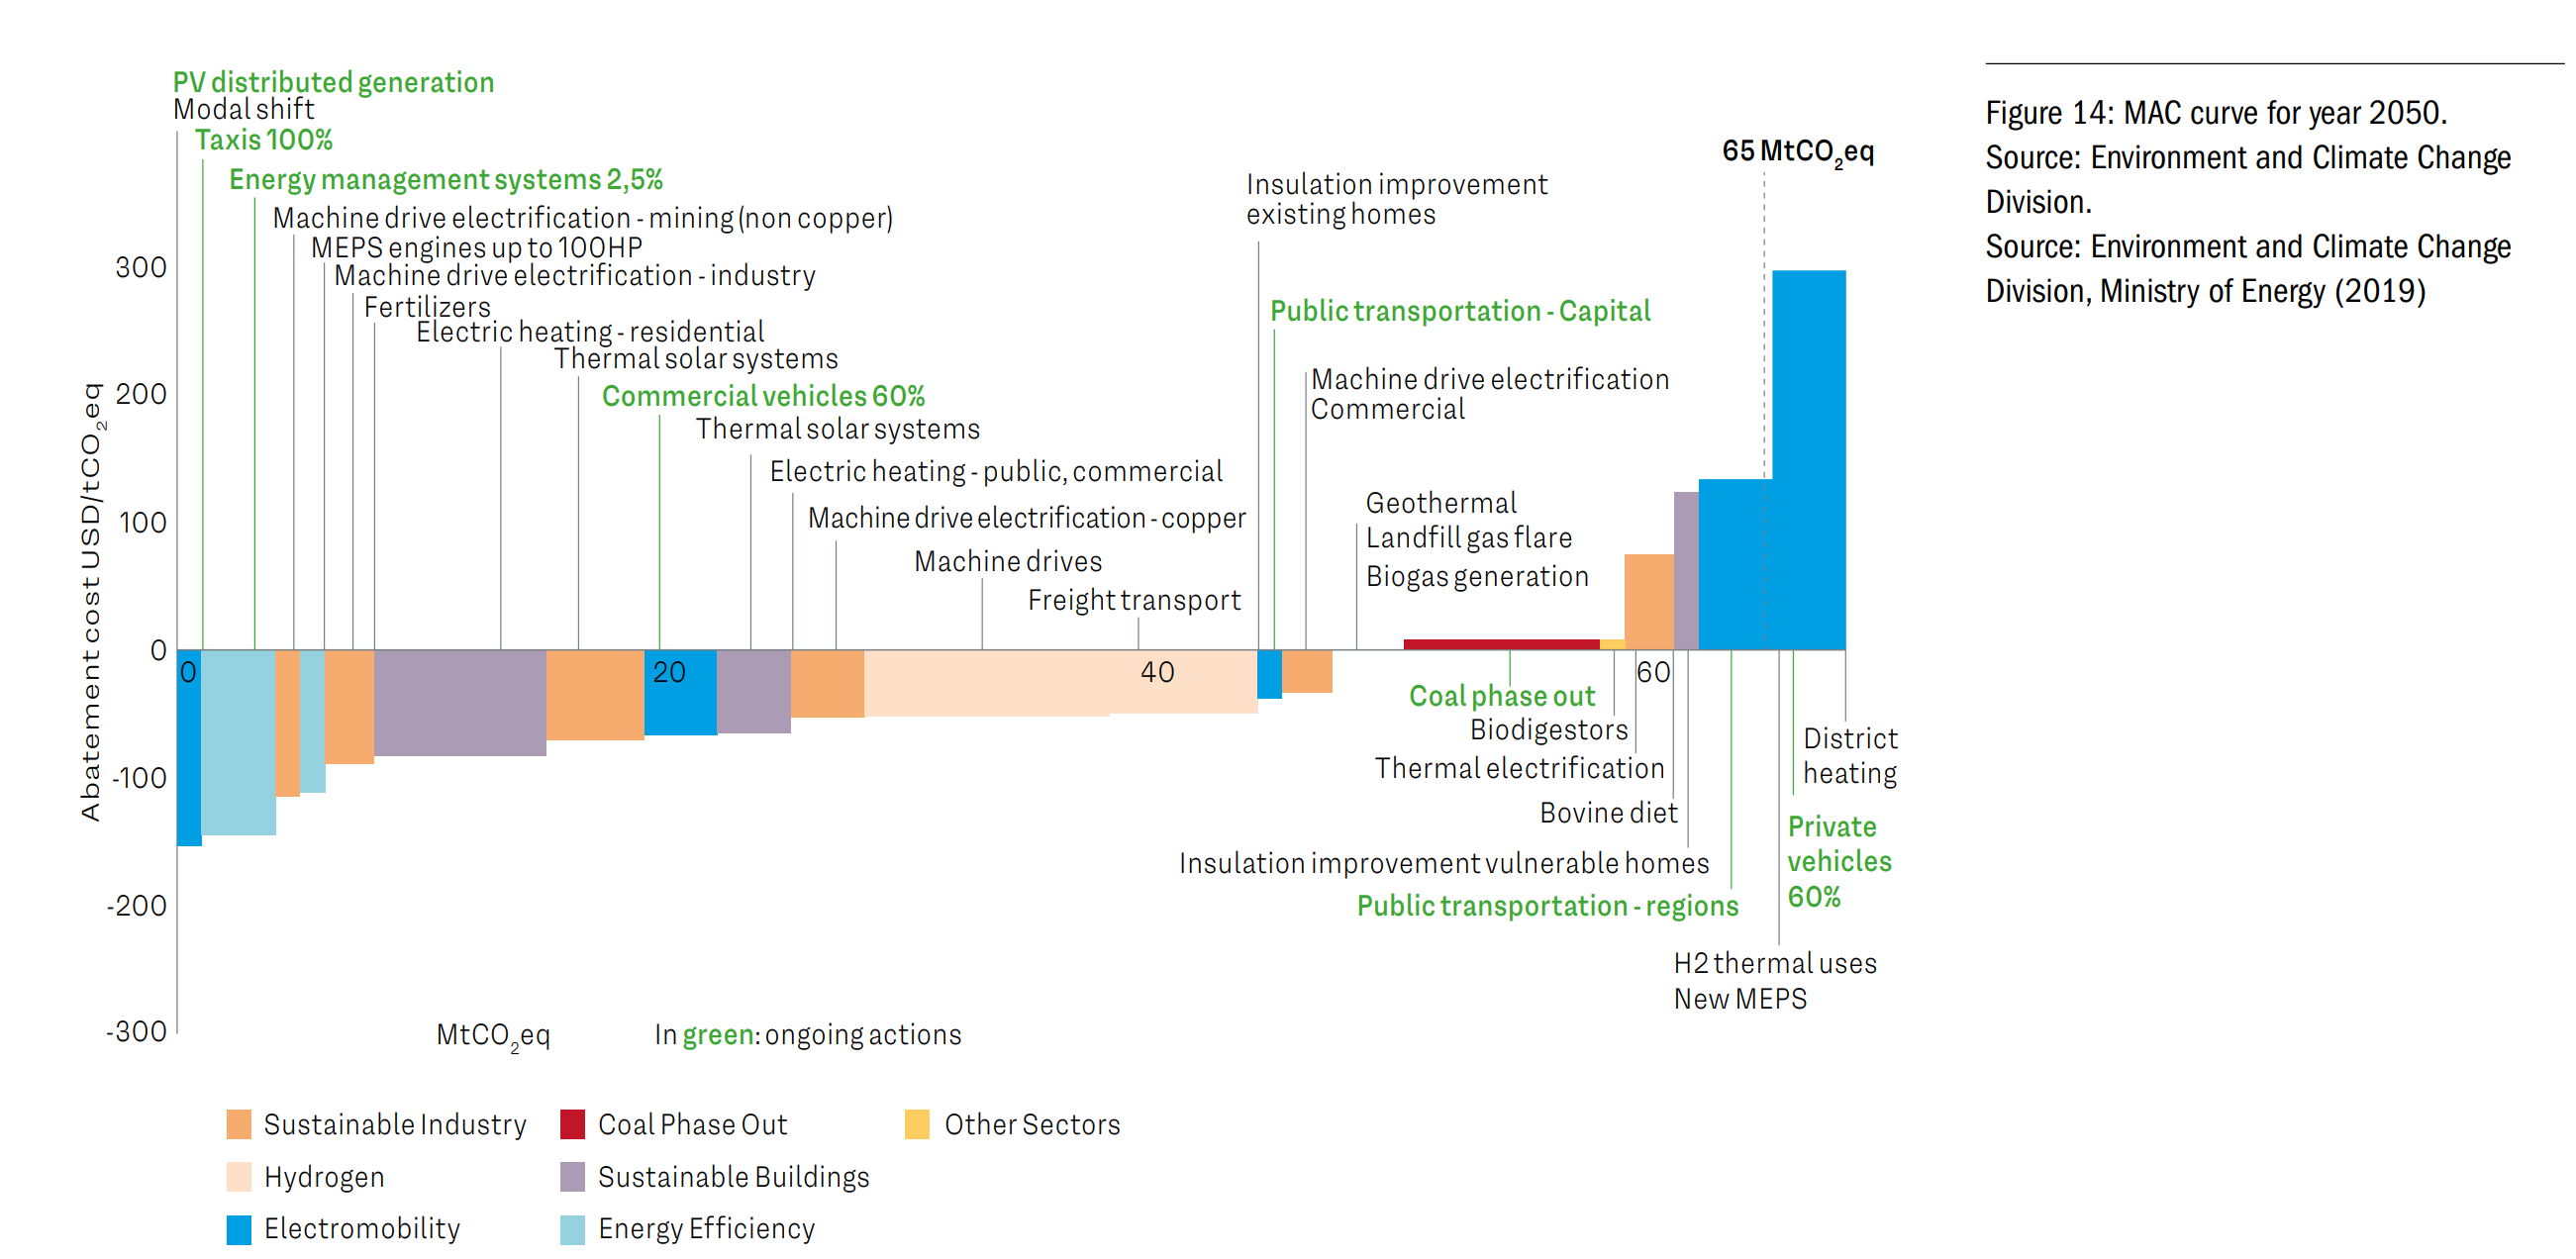 PV distributed generation
Modal shift
Taxis 100%
Energy management systems 2,5%
Machine drive electrification - mining (non copper)
MEPS engines up to 100HP
Machine drive electrification - industry
Fertilizers
Electric heating - residential
Thermal solar systems
Commercial vehicles 60%
Thermal solar systems
Electric heating - public, commercial
Machine drive electrification - copper
Machine drives
Freight transport
Insulation improvement
existing homes
Public transportation - Capital
Machine drive electrification
Commercial
Geothermal
Landfill gas flare
Biogas generation
65 MtCO₂eq
Abatement cost USD/tCO₂eq
300
200
100
0
-100
-200
-300
0
20
40
60
Coal phase out
Biodigestors
Thermal electrification
Bovine diet
Insulation improvement vulnerable homes
Public transportation - regions
District
heating
Private
vehicles
60%
H2 thermal uses
New MEPS
MtCO₂eq
In green: ongoing actions
Sustainable Industry
Coal Phase Out
Other Sectors
Hydrogen
Sustainable Buildings
Electromobility
Energy Efficiency
Figure 14: MAC curve for year 2050.
Source: Environment and Climate Change
Division.
Source: Environment and Climate Change
Division, Ministry of Energy (2019)